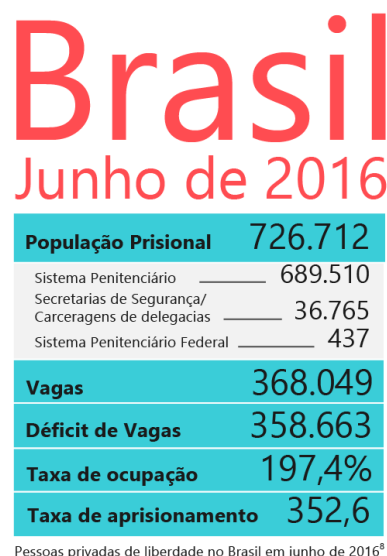 Brasil
Junho de 2016
População Prisional 726.712
Sistema Penitenciário 689.510
Secretarias de Segurança/
Carceragens de delegacias 36.765
Sistema Penitenciário Federal 437
Vagas 368.049
Déficit de Vagas 358.663
Taxa de ocupação 197,4%
Taxa de aprisionamento 352,6
Pessoas privadas de liberdade no Brasil em junho de 2016⁸